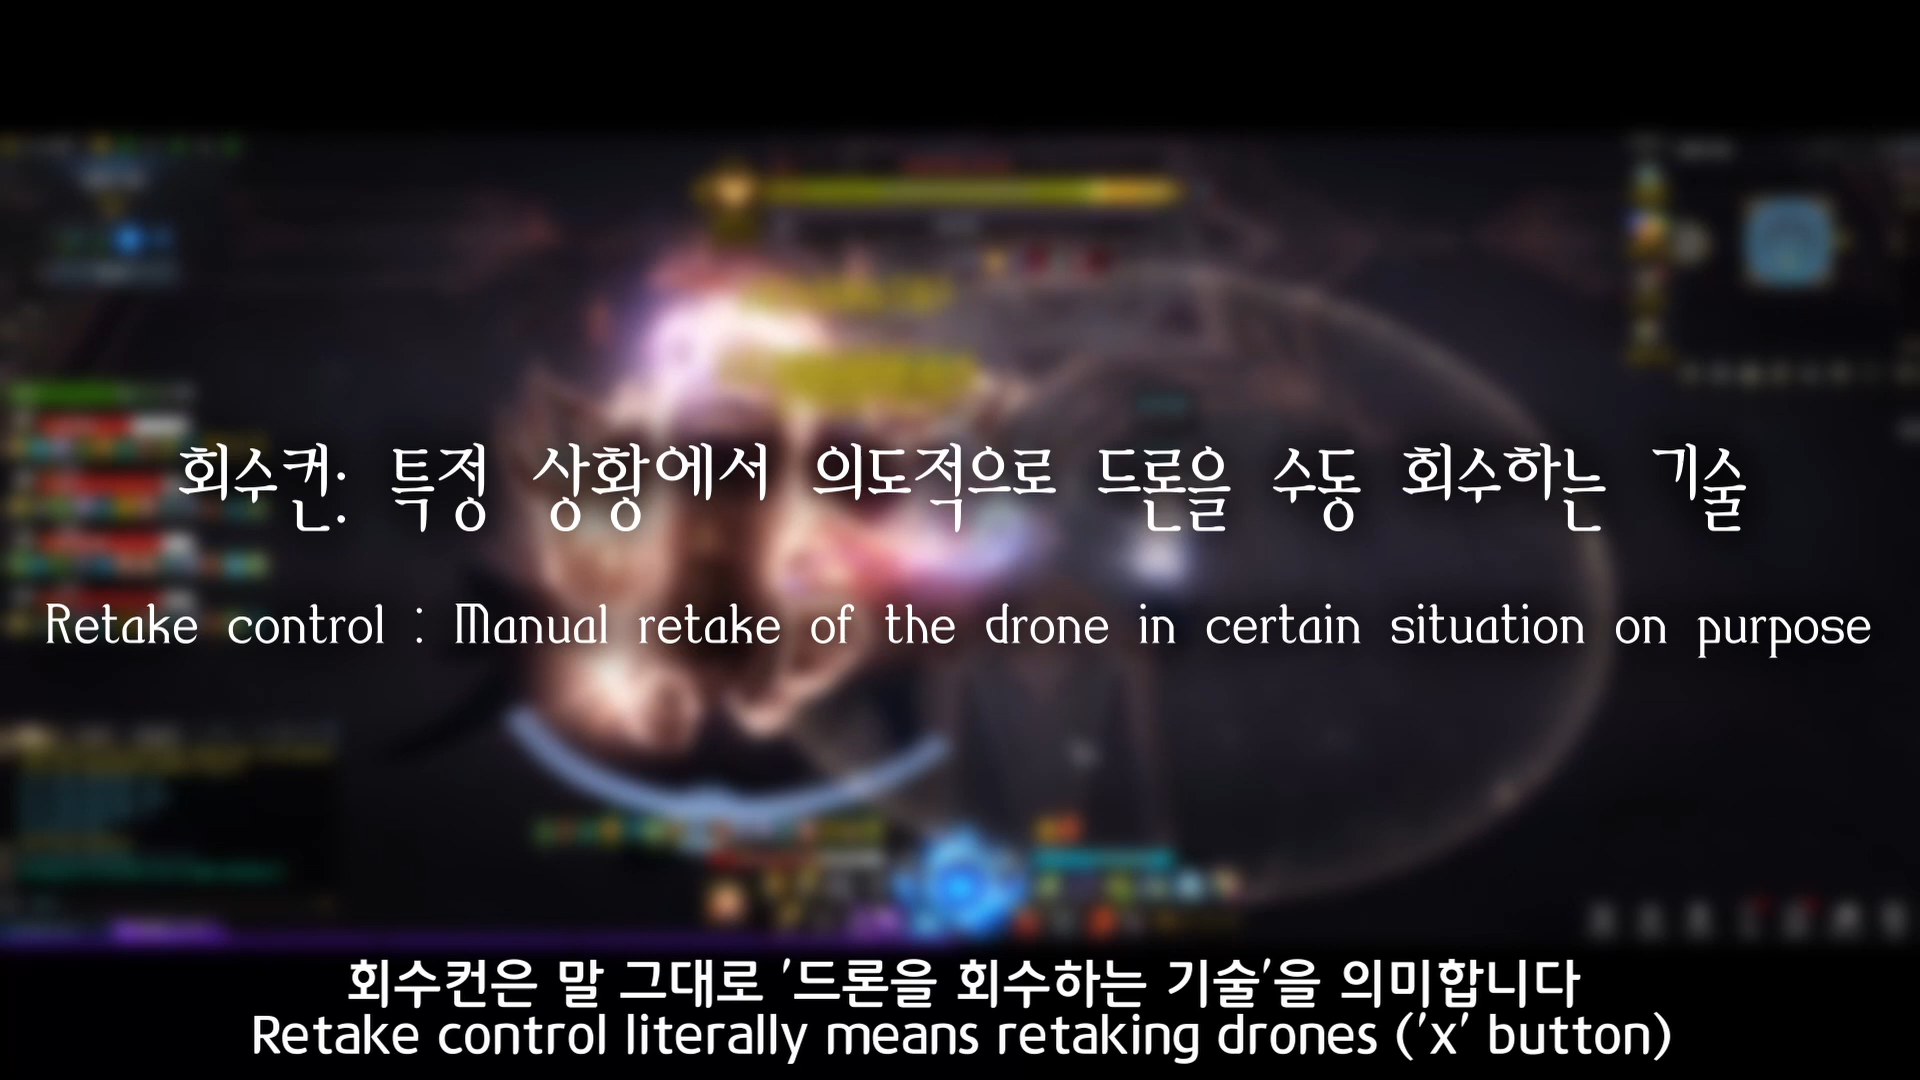 회수컨: 특정 상황에서 의도적으로 드론을 수동 회수하는 기술
Retake control : Manual retake of the drone in certain situation on purpose
회수컨은 말 그대로 '드론을 회수하는 기술'을 의미합니다
Retake control literally means retaking drones ('x' button)